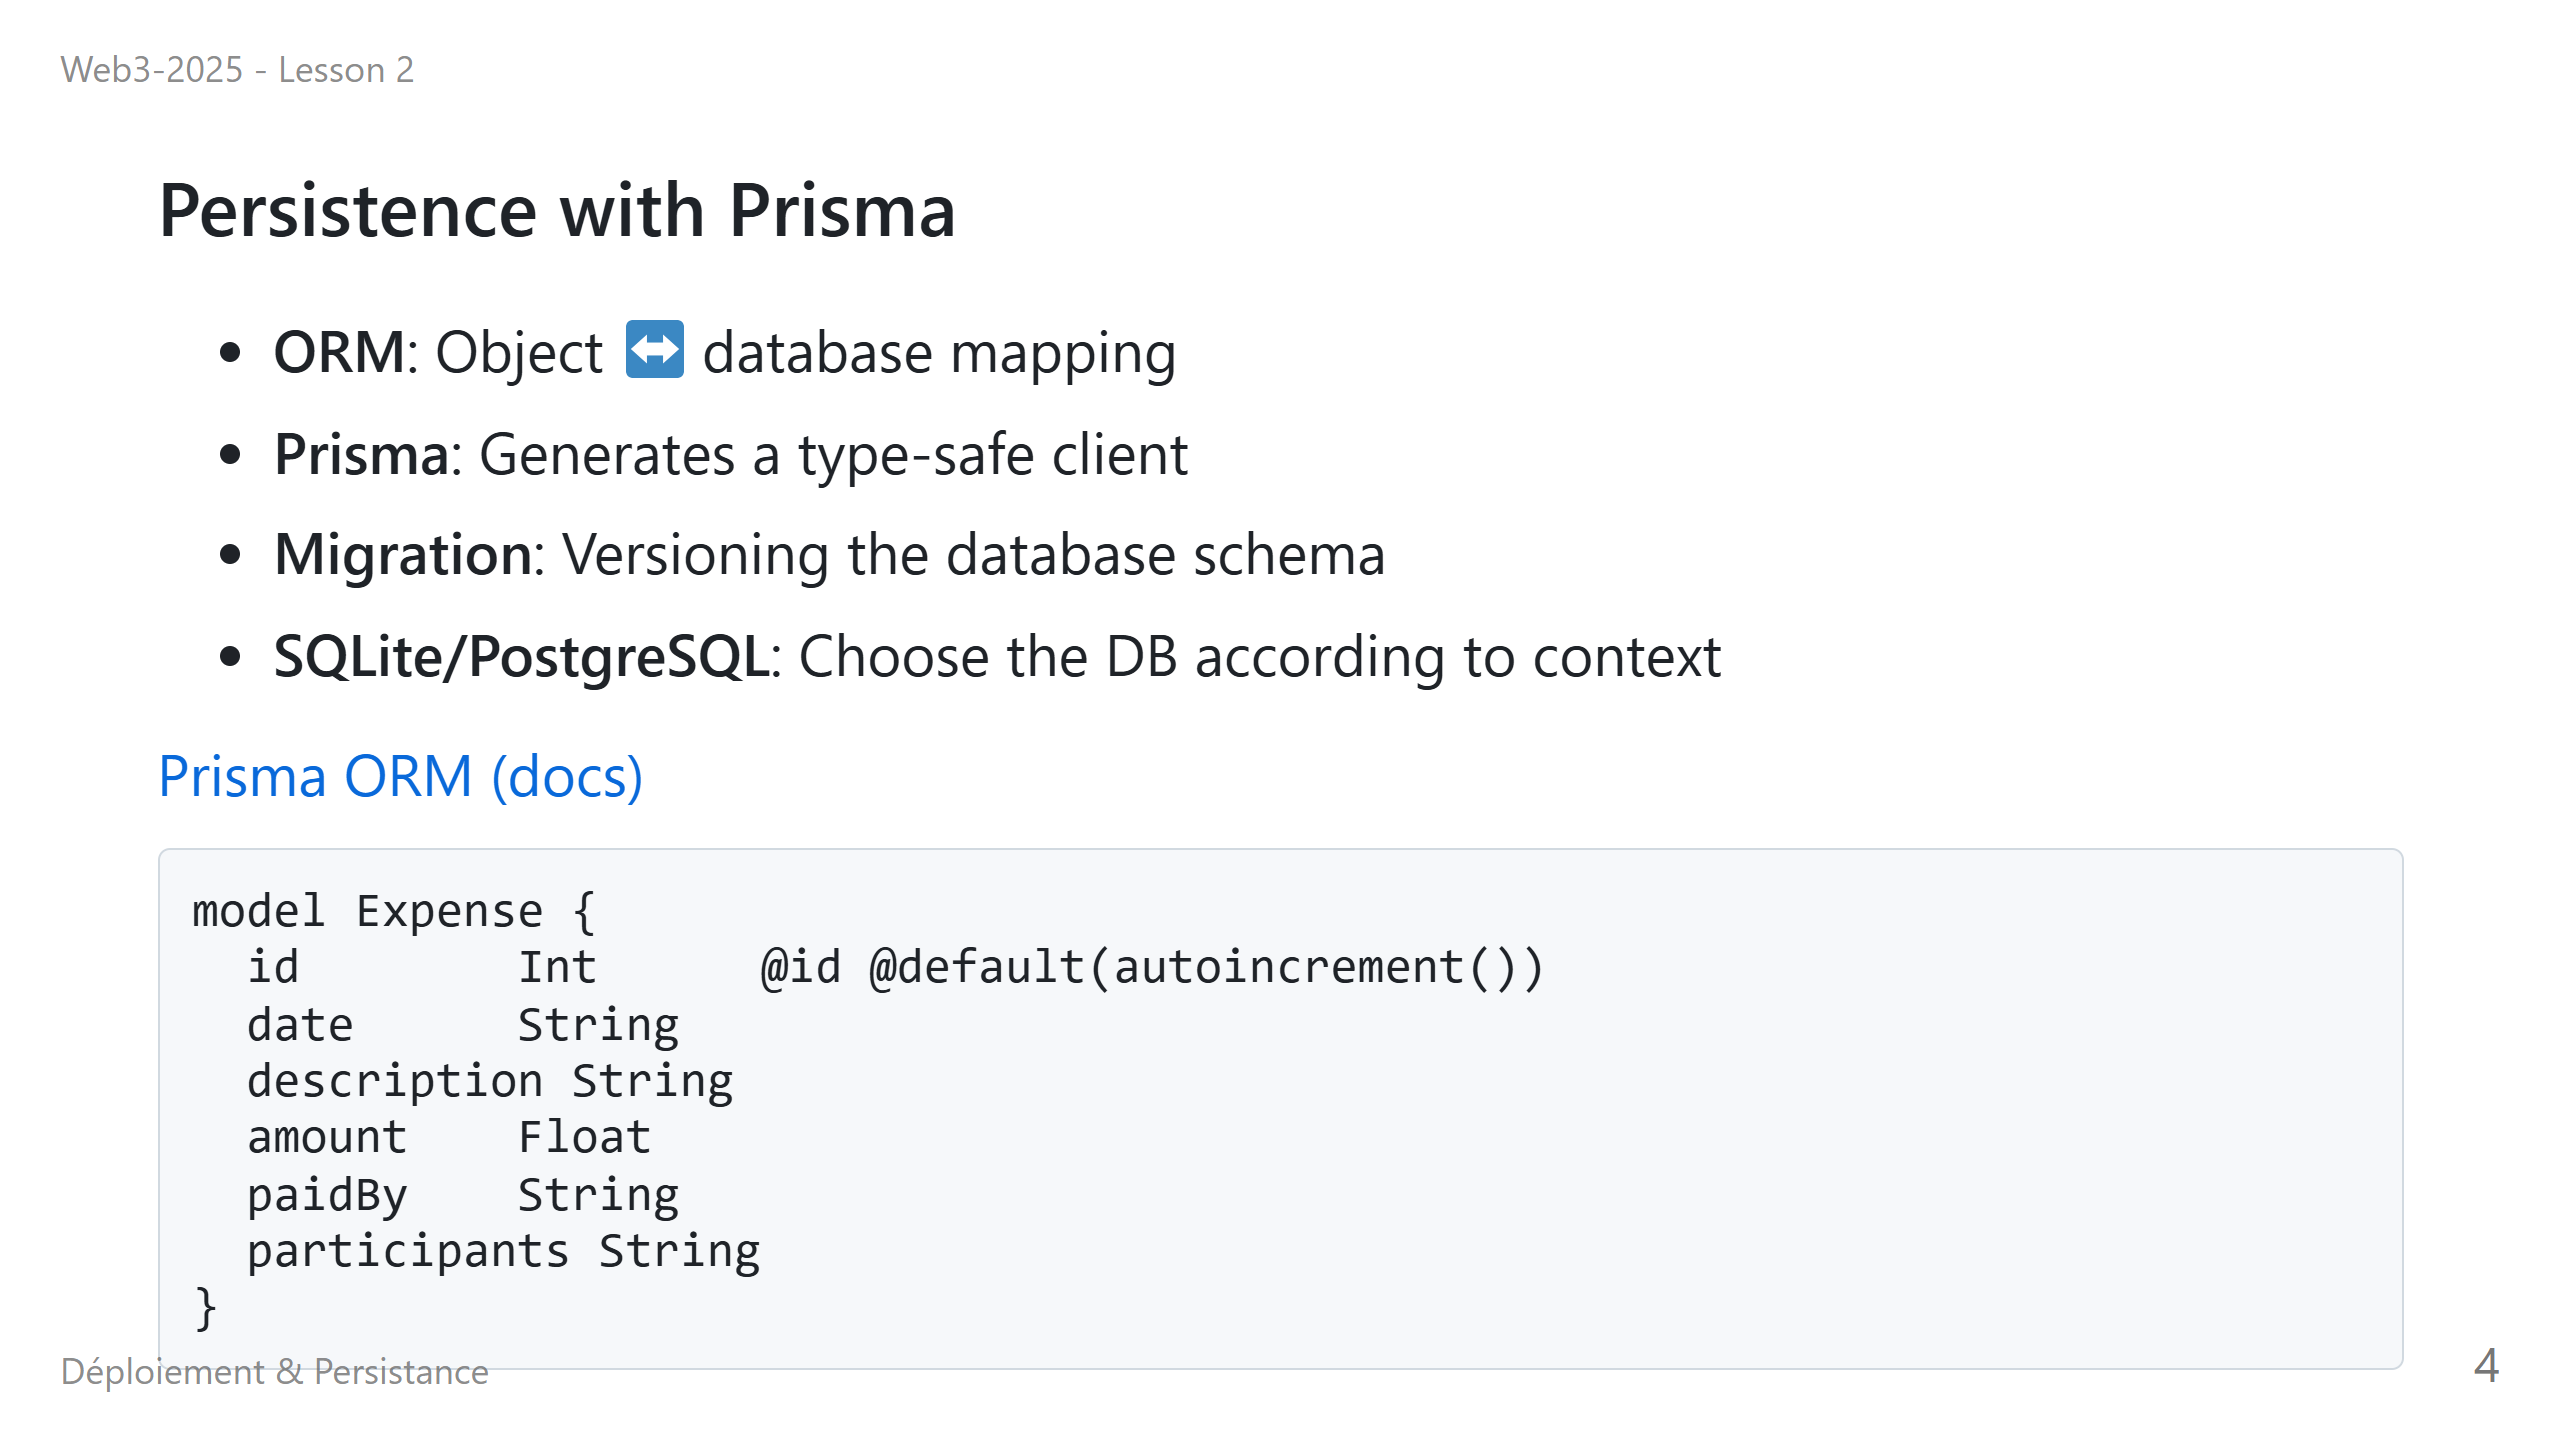 Web3-2025 - Lesson 2
Persistence with Prisma
• ORM: Object ↔️ database mapping
• Prisma: Generates a type-safe client
• Migration: Versioning the database schema
• SQLite/PostgreSQL: Choose the DB according to context
Prisma ORM (docs)
model Expense {
  id        Int      @id @default(autoincrement())
  date      String
  description String
  amount    Float
  paidBy    String
  participants String
}
Déploiement & Persistance
4